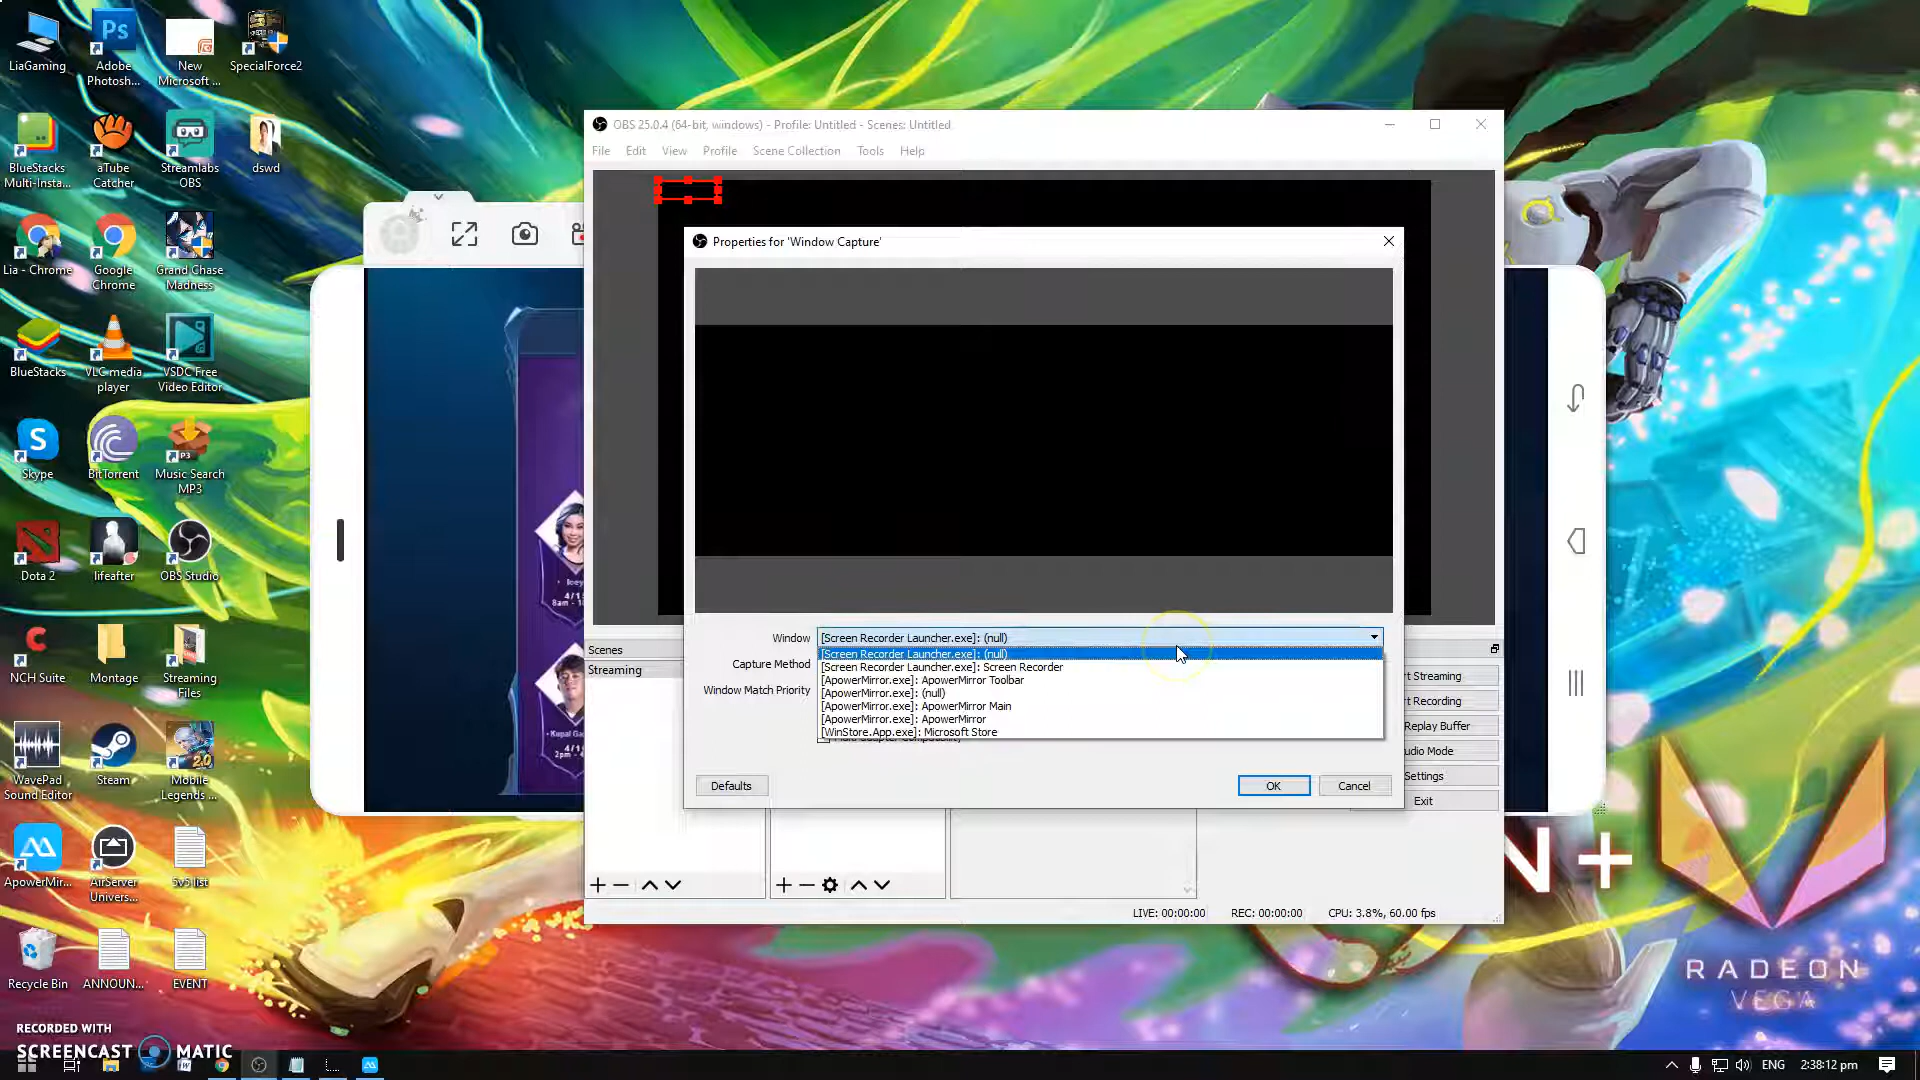 LiaGaming
Adobe
Photosh...
New
Microsoft ...
SpecialForce2
BlueStacks
Multi-Insta...
aTube
Catcher
Streamlabs
OBS
dswd
Lia - Chrome
Google
Chrome
Grand Chase
Madness
BlueStacks
VLC media
player
VSDC Free
Video Editor
Skype
BitTorrent
Music Search
MP3
Dota 2
lifeafter
OBS Studio
NCH Suite
Montage
Streaming
Files
WavePad
Sound Editor
Steam
Mobile
Legends ...
ApowerMir...
AirServer
Univers...
5v5 list
Recycle Bin
ANNOUN...
EVENT
RECORDED WITH
SCREENCAST MATIC
OBS 25.0.4 (64-bit, windows) - Profile: Untitled - Scenes: Untitled
File Edit View Profile Scene Collection Tools Help
Properties for 'Window Capture'
Window [Screen Recorder Launcher.exe]: (null)
[Screen Recorder Launcher.exe]: (null)
Capture Method
[Screen Recorder Launcher.exe]: Screen Recorder
[ApowerMirror.exe]: ApowerMirror Toolbar
Window Match Priority
[ApowerMirror.exe]: (null)
[ApowerMirror.exe]: ApowerMirror Main
[ApowerMirror.exe]: ApowerMirror
[WinStore.App.exe]: Microsoft Store
Defaults OK Cancel
Scenes
Streaming
rt Streaming
rt Recording
Replay Buffer
udio Mode
Settings
Exit
LIVE: 00:00:00 REC: 00:00:00 CPU: 3.8%, 60.00 fps
N+
RADEON
VEGA
ENG 2:38:12 pm